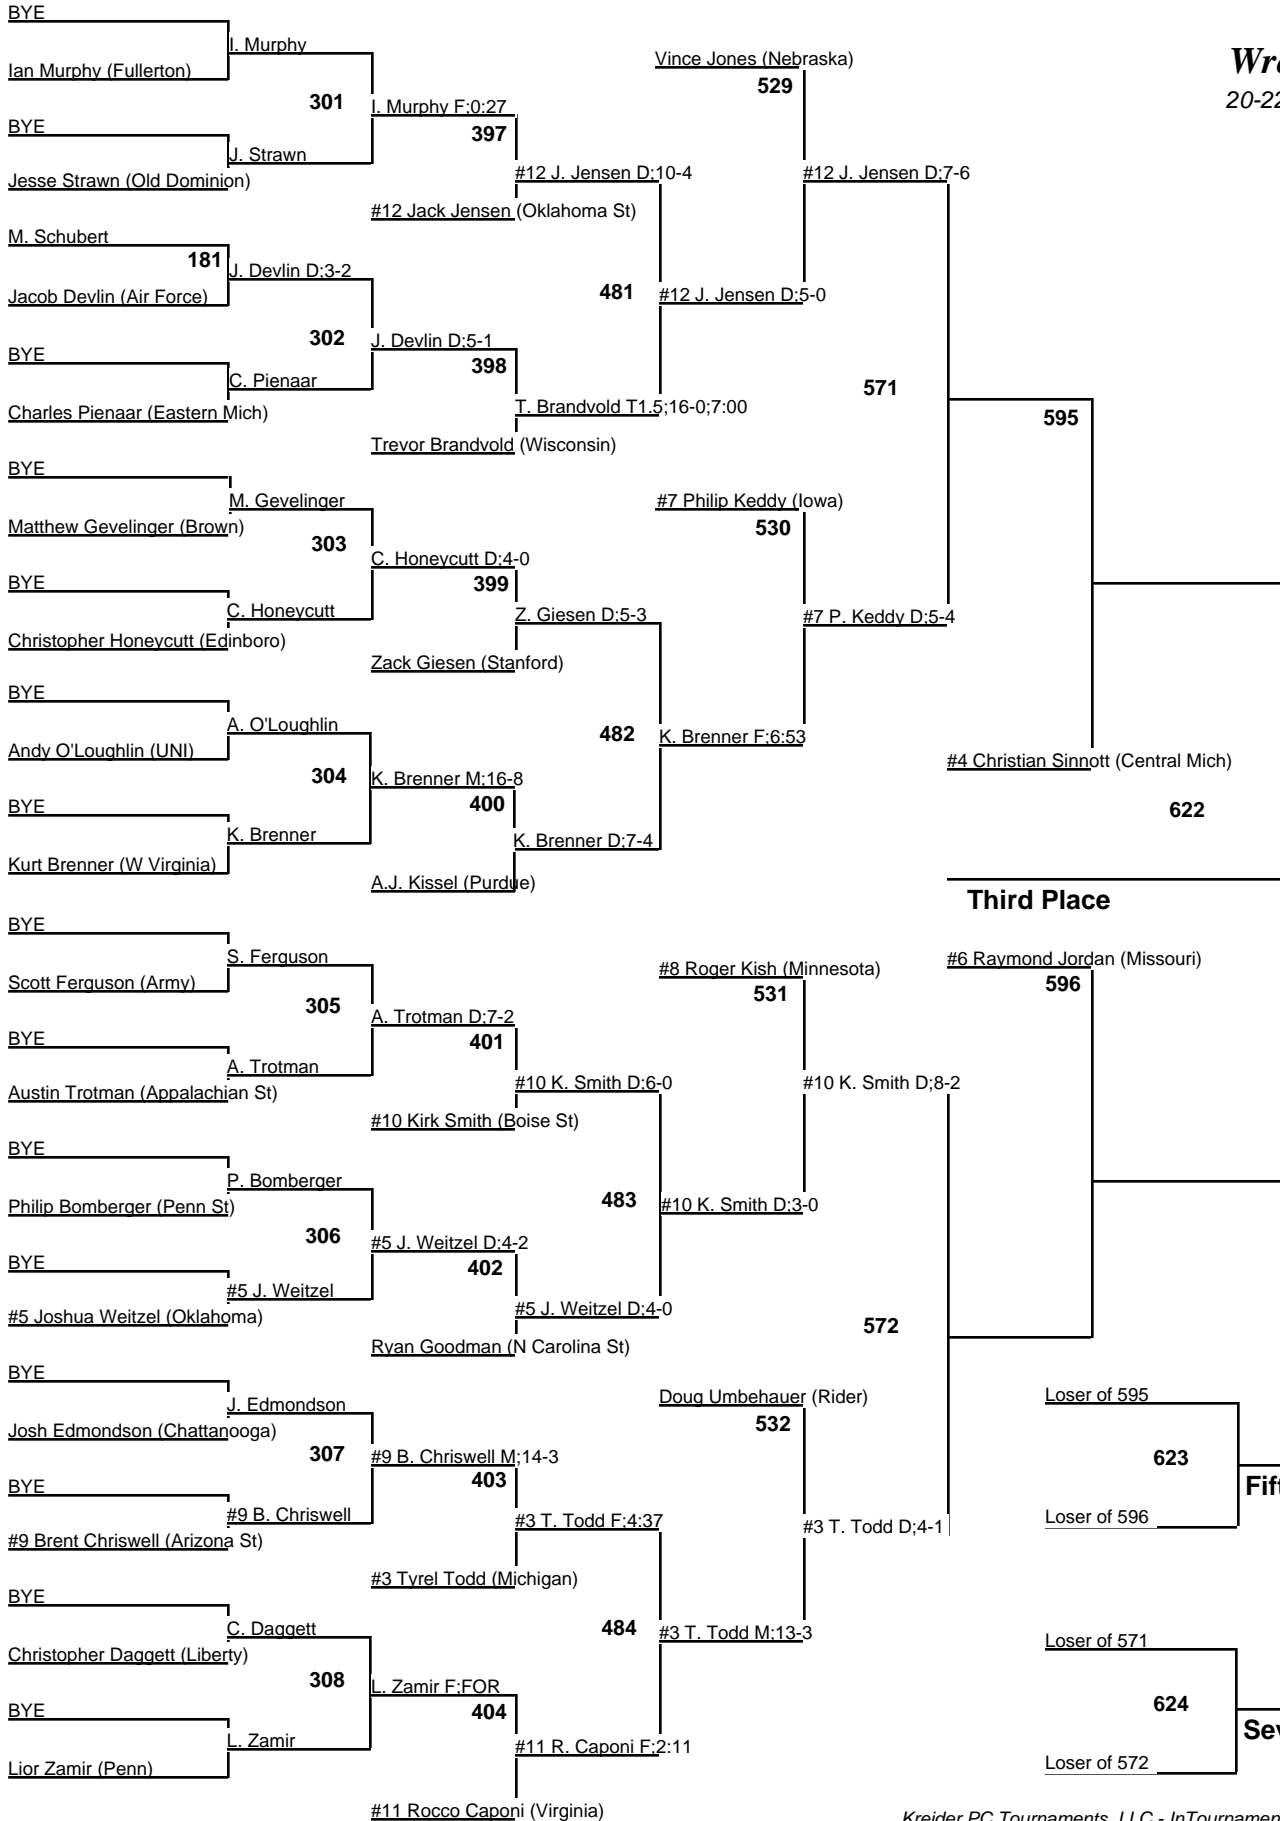 BYE
I. Murphy
Ian Murphy (Fullerton)
301
I. Murphy F;0:27
397
BYE
J. Strawn
Jesse Strawn (Old Dominion)
#12 J. Jensen D;10-4
#12 Jack Jensen (Oklahoma St)
M. Schubert
181
J. Devlin D;3-2
Jacob Devlin (Air Force)
302
J. Devlin D;5-1
398
BYE
C. Pienaar
Charles Pienaar (Eastern Mich)
T. Brandvold T1.5;16-0;7:00
Trevor Brandvold (Wisconsin)
481
#12 J. Jensen D;5-0
Vince Jones (Nebraska)
529
#12 J. Jensen D;7-6
571
595
BYE
M. Gevelinger
Matthew Gevelinger (Brown)
303
C. Honeycutt D;4-0
399
BYE
C. Honeycutt
Christopher Honeycutt (Edinboro)
Z. Giesen D;5-3
Zack Giesen (Stanford)
BYE
A. O'Loughlin
Andy O'Loughlin (UNI)
304
K. Brenner M;16-8
400
BYE
K. Brenner
Kurt Brenner (W Virginia)
K. Brenner D;7-4
A.J. Kissel (Purdue)
482
K. Brenner F;6:53
#7 Philip Keddy (Iowa)
530
#7 P. Keddy D;5-4
#4 Christian Sinnott (Central Mich)
622
Third Place
BYE
S. Ferguson
Scott Ferguson (Army)
305
A. Trotman D;7-2
401
BYE
A. Trotman
Austin Trotman (Appalachian St)
#10 K. Smith D;6-0
#10 Kirk Smith (Boise St)
BYE
P. Bomberger
Philip Bomberger (Penn St)
306
#5 J. Weitzel D;4-2
402
BYE
#5 J. Weitzel
#5 Joshua Weitzel (Oklahoma)
#5 J. Weitzel D;4-0
Ryan Goodman (N Carolina St)
483
#10 K. Smith D;3-0
#8 Roger Kish (Minnesota)
531
#10 K. Smith D;8-2
572
#6 Raymond Jordan (Missouri)
596
BYE
J. Edmondson
Josh Edmondson (Chattanooga)
307
#9 B. Chriswell M;14-3
403
BYE
#9 B. Chriswell
#9 Brent Chriswell (Arizona St)
#3 T. Todd F;4:37
#3 Tyrel Todd (Michigan)
BYE
C. Daggett
Christopher Daggett (Liberty)
308
L. Zamir F;FOR
404
BYE
L. Zamir
Lior Zamir (Penn)
#11 R. Caponi F;2:11
#11 Rocco Caponi (Virginia)
484
#3 T. Todd M;13-3
Doug Umbehauer (Rider)
532
#3 T. Todd D;4-1
Loser of 595
623
Loser of 596
Loser of 571
624
Loser of 572
Kreider PC Tournaments, LLC - InTournamen